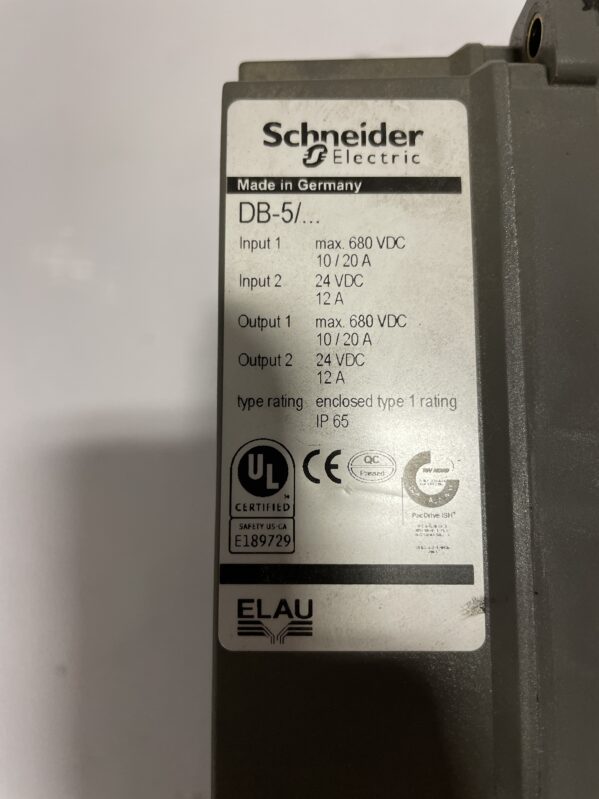 Schneider
Electric
Made in Germany
DB-5/...
Input 1 max. 680 VDC
10 / 20 A
Input 2 24 VDC
12 A
Output 1 max. 680 VDC
10 / 20 A
Output 2 24 VDC
12 A
type rating enclosed type 1 rating
IP 65
UL
CERTIFIED
SAFETY US-CA
E189729
CE
QC
Passed
TÜV NORD
PacDrive iSH
ELAU